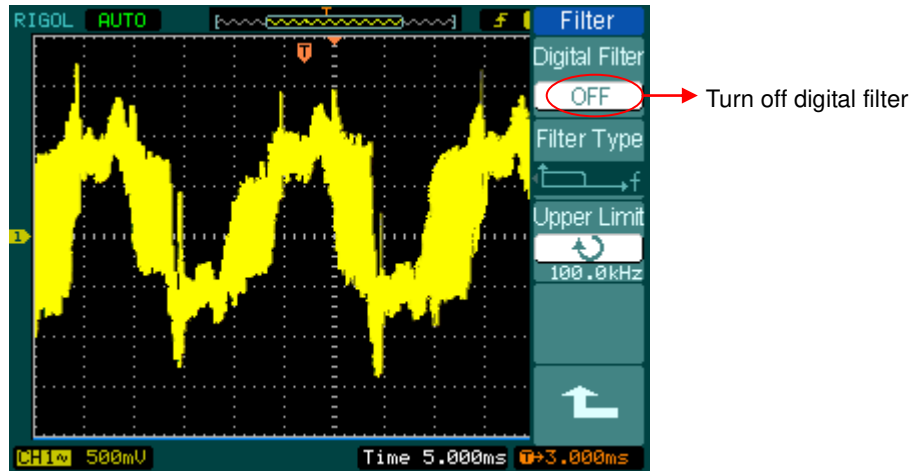 RIGOL AUTO T Filter
T
Digital Filter
OFF
Turn off digital filter
Filter Type
f
1
Upper Limit
100.0kHz
CH1~ 500mV Time 5.000ms T→3.000ms